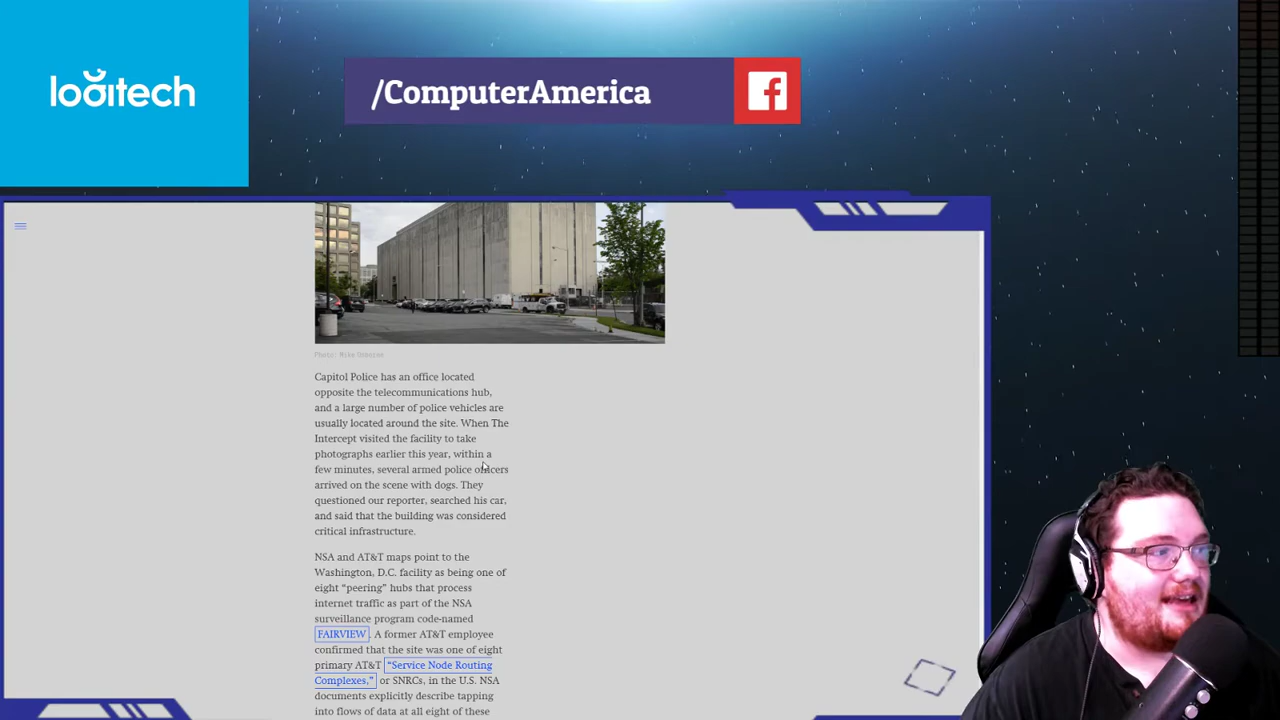 logitech
/ComputerAmerica
Photo: Mike Osborne
Capitol Police has an office located
opposite the telecommunications hub,
and a large number of police vehicles are
usually located around the site. When The
Intercept visited the facility to take
photographs earlier this year, within a
few minutes, several armed police officers
arrived on the scene with dogs. They
questioned our reporter, searched his car,
and said that the building was considered
critical infrastructure.
NSA and AT&T maps point to the
Washington, D.C. facility as being one of
eight “peering” hubs that process
internet traffic as part of the NSA
surveillance program code-named
FAIRVIEW. A former AT&T employee
confirmed that the site was one of eight
primary AT&T “Service Node Routing
Complexes,” or SNRCs, in the U.S. NSA
documents explicitly describe tapping
into flows of data at all eight of these